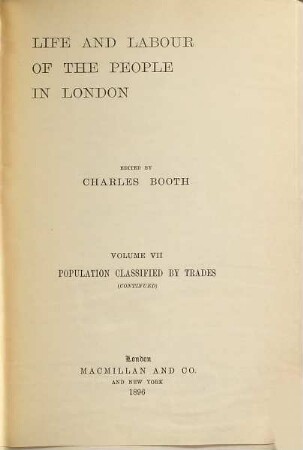 LIFE AND LABOUR
OF THE PEOPLE
IN LONDON
EDITED BY
CHARLES BOOTH
VOLUME VII
POPULATION CLASSIFIED BY TRADES
(CONTINUED)
London
MACMILLAN AND CO.
AND NEW YORK
1896